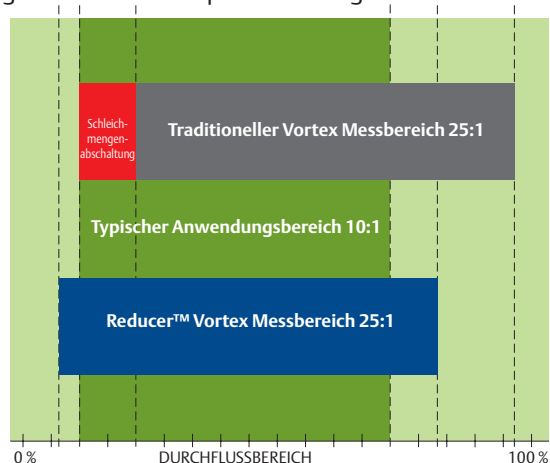 Schleich-
mengen-
abschaltung
Traditioneller Vortex Messbereich 25:1
Typischer Anwendungsbereich 10:1
Reducer™ Vortex Messbereich 25:1
0 % DURCHFLUSSBEREICH 100 %